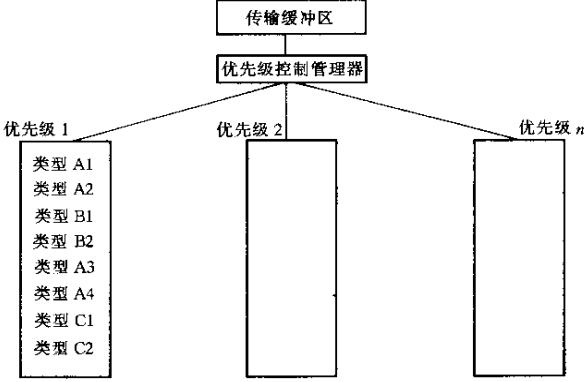 传输缓冲区
优先级控制管理器
优先级 1
优先级 2
优先级 n
类型 A1
类型 A2
类型 B1
类型 B2
类型 A3
类型 A4
类型 C1
类型 C2